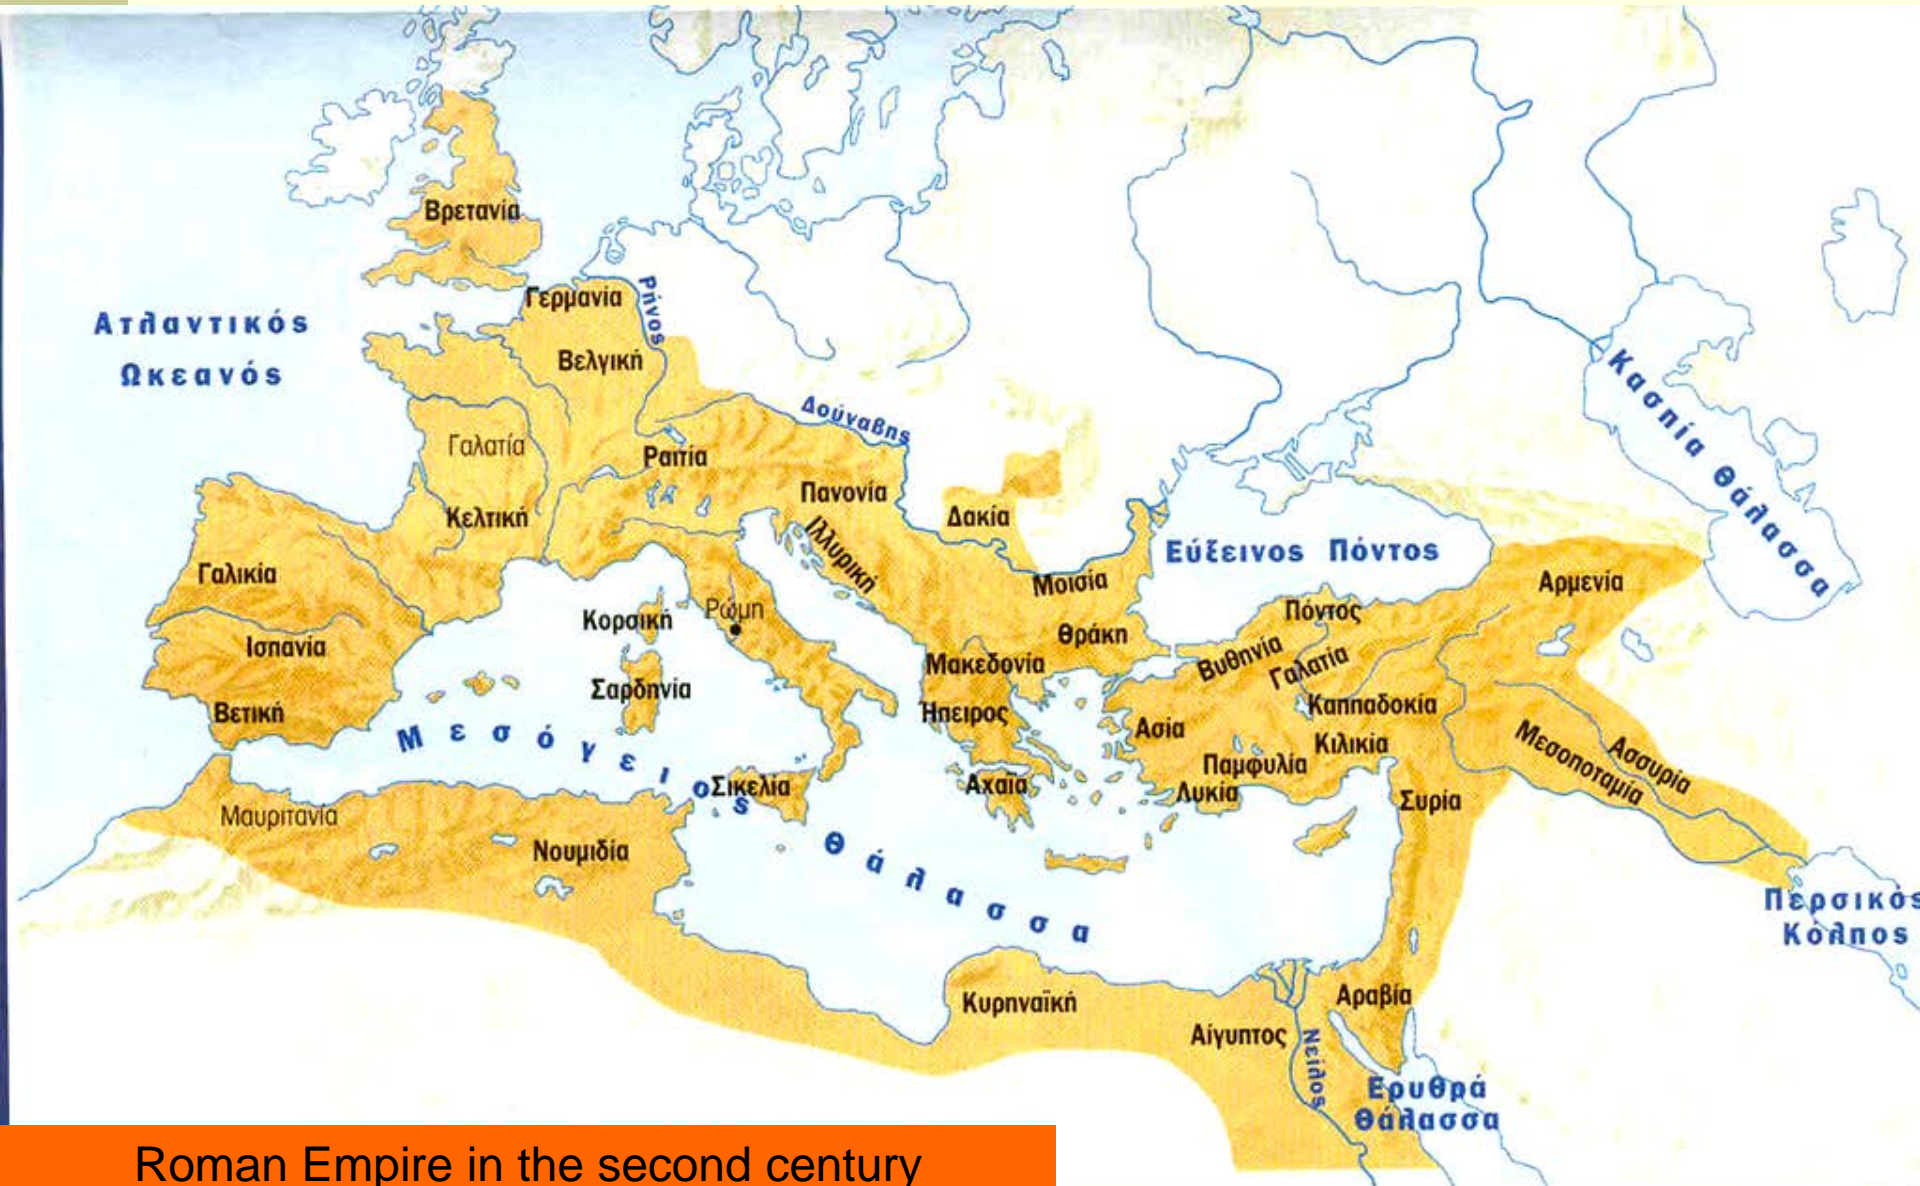 Βρετανία
Γερμανία
Ρήνος
Ατλαντικός
Ωκεανός
Βελγική
Κασπία Θάλασσα
Δούναβης
Γαλατία
Ραιτία
Πανονία
Κελτική
Δακία
Ιλλυρική
Εύξεινος Πόντος
Γαλικία
Μοισία
Αρμενία
Κορσική
Ρώμη
Πόντος
Θράκη
Ισπανία
Μακεδονία
Βυθηνία
Γαλατία
Σαρδηνία
Βετική
Ήπειρος
Καππαδοκία
Ασία
Κιλικία
Μεσοποταμία
Ασσυρία
Μεσόγειος Θάλασσα
Παμφυλία
Σικελία
Αχαΐα
Λυκία
Συρία
Μαυριτανία
Νουμιδία
Περσικός
Κόλπος
Κυρηναϊκή
Αραβία
Αίγυπτος
Νείλος
Ερυθρά
Θάλασσα
Roman Empire in the second century